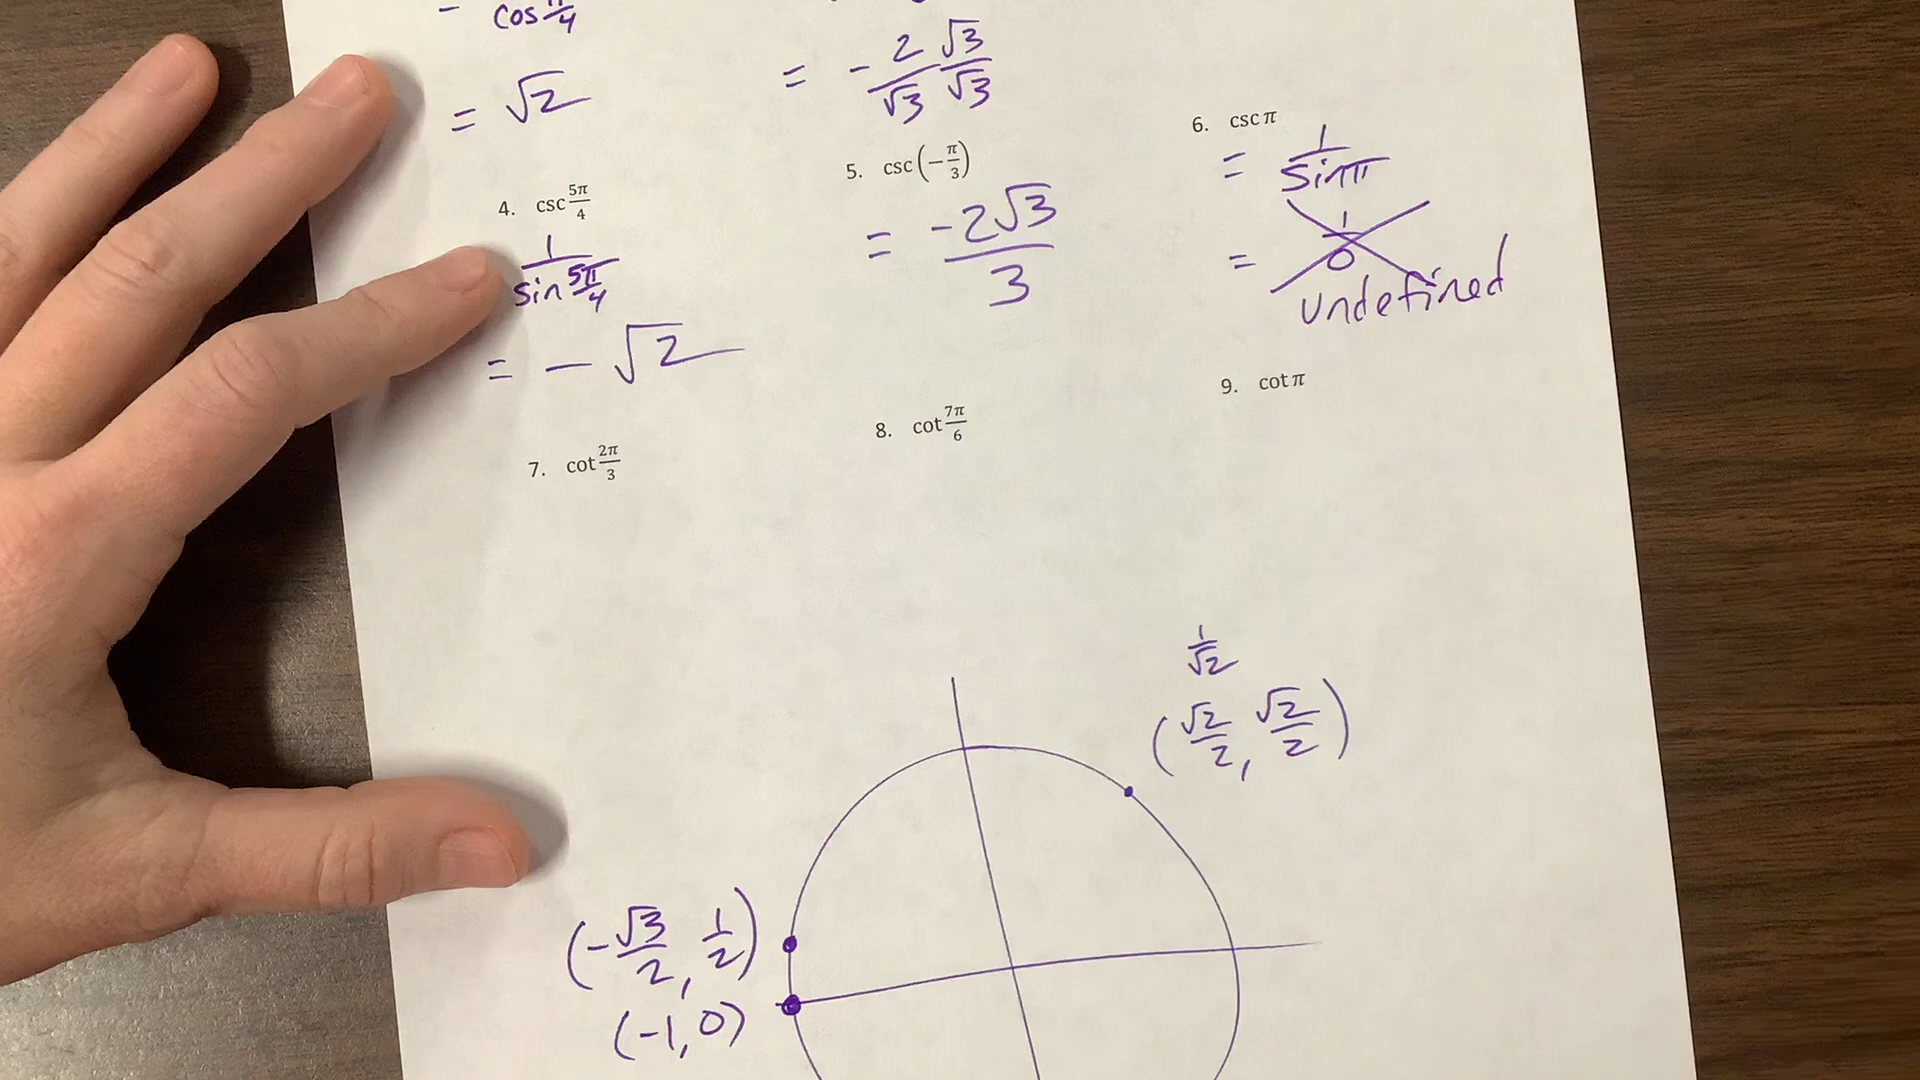 - cos π/4
= √2
= - 2/√3 √3/√3
4. csc 5π/4
1/sin 5π/4
= - √2
5. csc(-π/3)
= -2√3/3
6. csc π
= 1/sin π
= 1/0
undefined
7. cot 2π/3
8. cot 7π/6
9. cot π
1/√2
(√2/2, √2/2)
(-√3/2, 1/2)
(-1, 0)